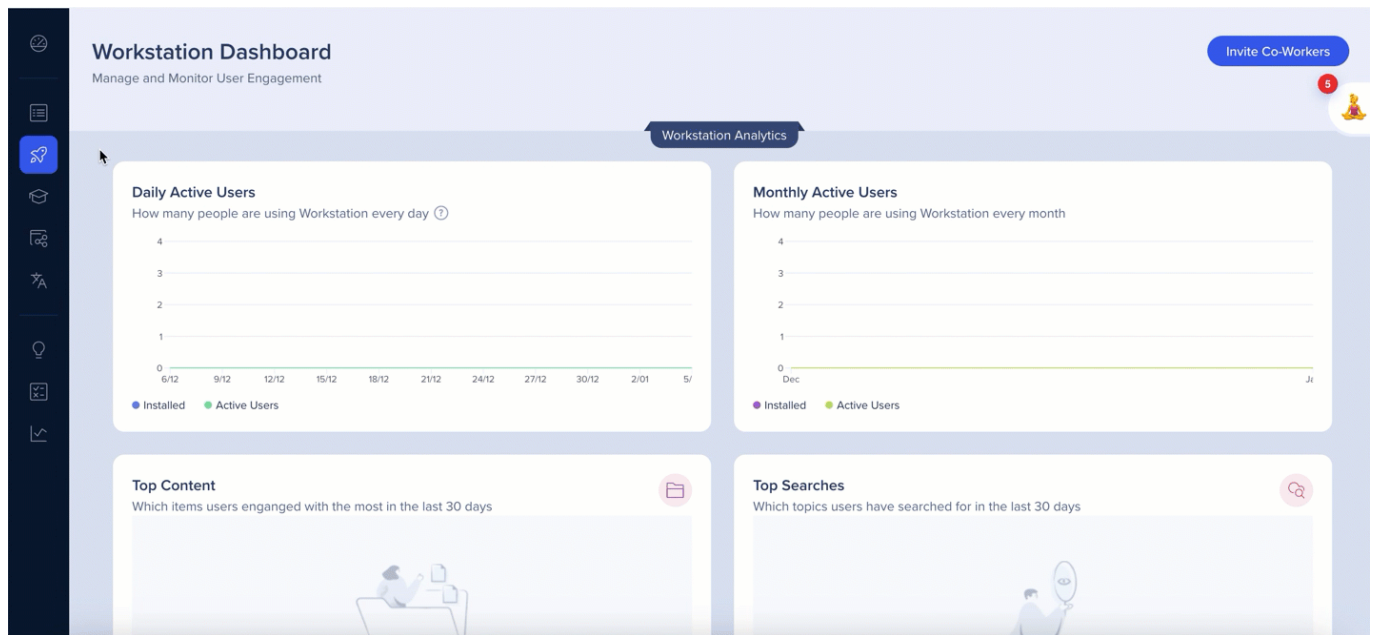 Workstation Dashboard
Manage and Monitor User Engagement
Invite Co-Workers
5
Workstation Analytics
Daily Active Users
How many people are using Workstation every day ?
4
3
2
1
0
6/12 9/12 12/12 15/12 18/12 21/12 24/12 27/12 30/12 2/01 5/
Installed Active Users
Monthly Active Users
How many people are using Workstation every month
4
3
2
1
0
Dec
Installed Active Users
Top Content
Which items users enganged with the most in the last 30 days
Top Searches
Which topics users have searched for in the last 30 days